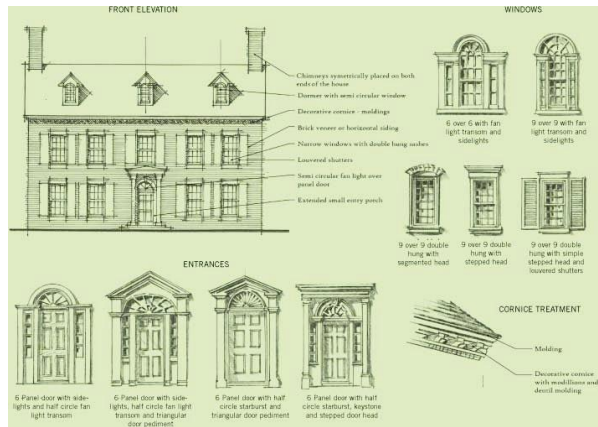 FRONT ELEVATION
Chimneys symetrically placed on both
ends of the house
Dormer with semi circular window
Decorative cornice - moldings
Brick veneer or horizontal siding
Narrow windows with double hung sashes
Louvered shutters
Semi circular fan light over
panel door
Extended small entry porch
WINDOWS
6 over 6 with fan
light transom and
sidelights
9 over 9 with fan
light transom and
sidelights
9 over 9 double
hung with
segmented head
9 over 9 double
hung with
stepped head
9 over 9 double
hung with simple
stepped head and
louvered shutters
ENTRANCES
6 Panel door with side-
lights and half circle fan
light transom
6 Panel door with side-
lights, half circle fan light
transom and triangular
door pediment
6 Panel door with half
circle starburst and
triangular door pediment
6 Panel door with half
circle starburst, keystone
and stepped door head
CORNICE TREATMENT
Molding
Decorative cornice
with modillions and
dentil molding